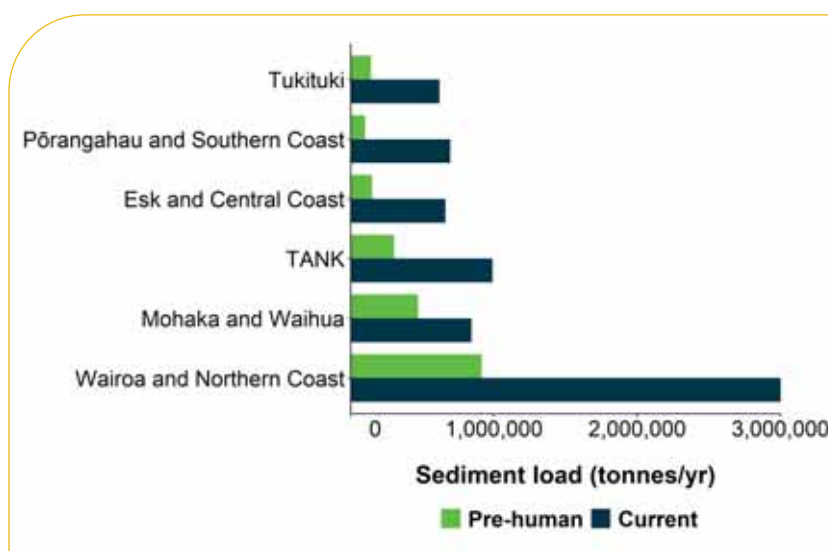 Tukituki
Pōrangahau and Southern Coast
Esk and Central Coast
TANK
Mohaka and Waihua
Wairoa and Northern Coast
0 1,000,000 2,000,000 3,000,000
Sediment load (tonnes/yr)
Pre-human Current